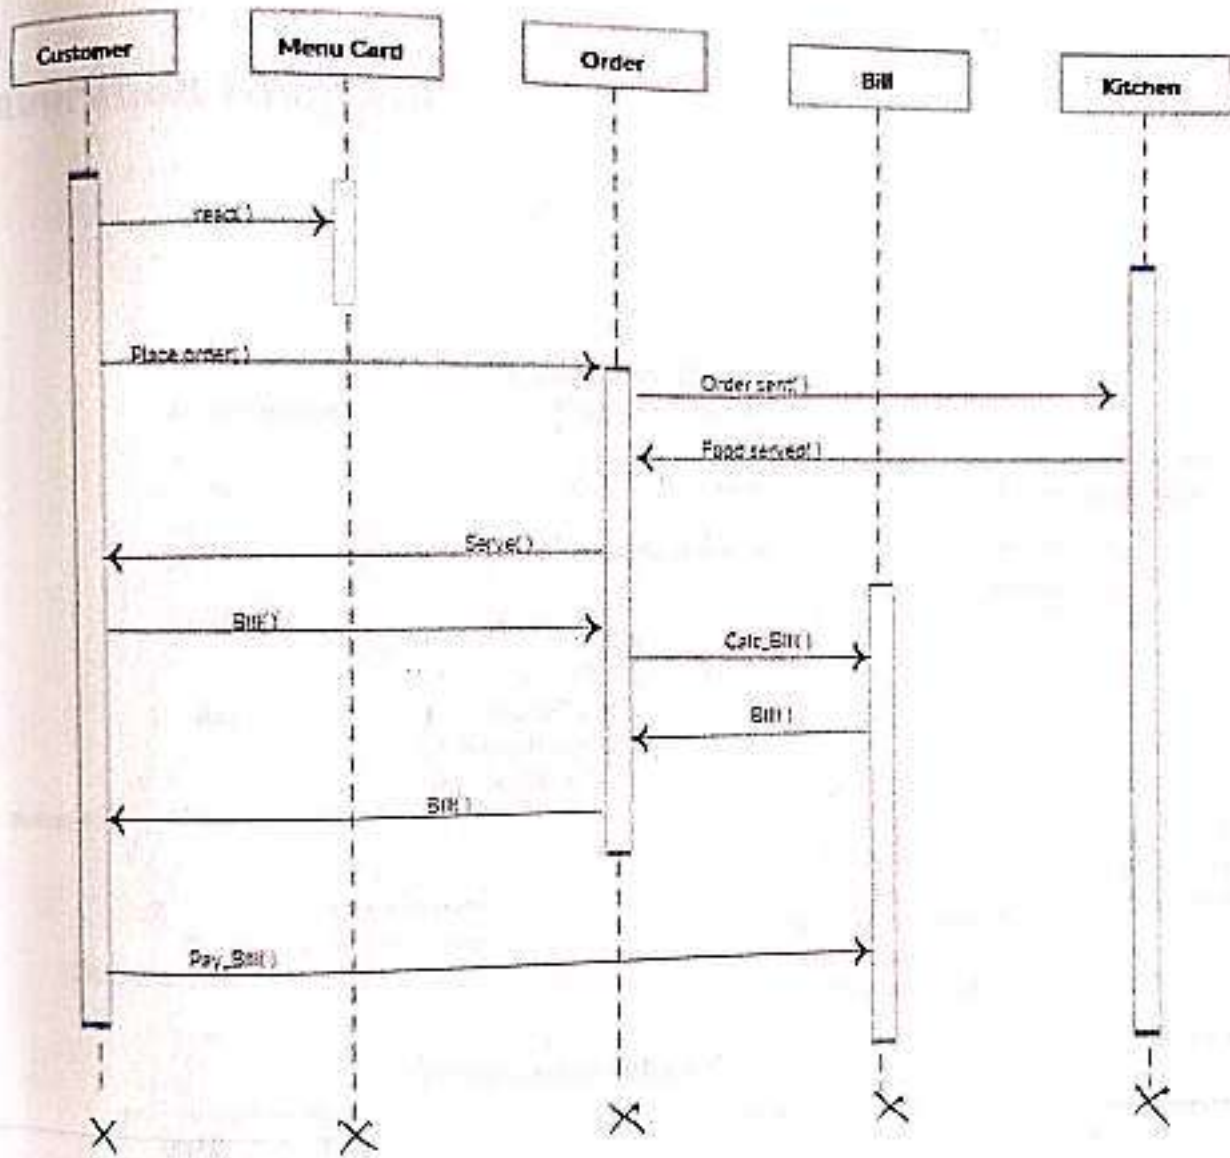 Customer
Menu Card
Order
Bill
Kitchen
read()
Place order()
Order sent()
Food served()
Serve()
Bill()
Calc_Bill()
Bill()
Bill()
Pay_Bill()